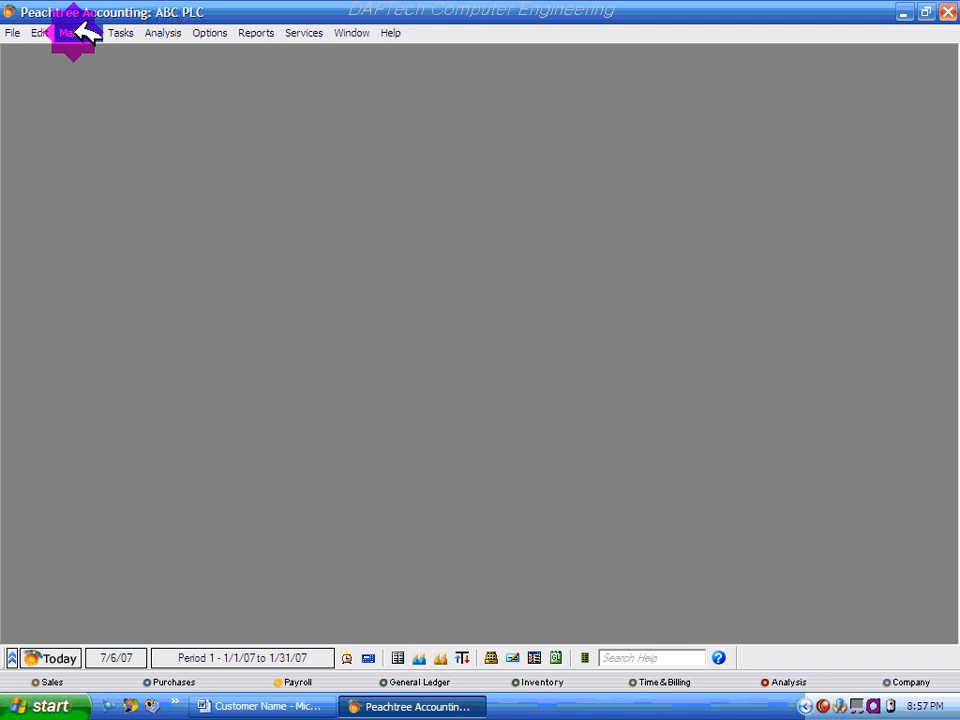 Peachtree Accounting: ABC PLC
DAFTech Computer Engineering
File Edit Tasks Analysis Options Reports Services Window Help
Today 7/6/07 Period 1 - 1/1/07 to 1/31/07 Search Help
Sales Purchases Payroll General Ledger Inventory Time & Billing Analysis Company
start Customer Name - Mic... Peachtree Accountin... 8:57 PM